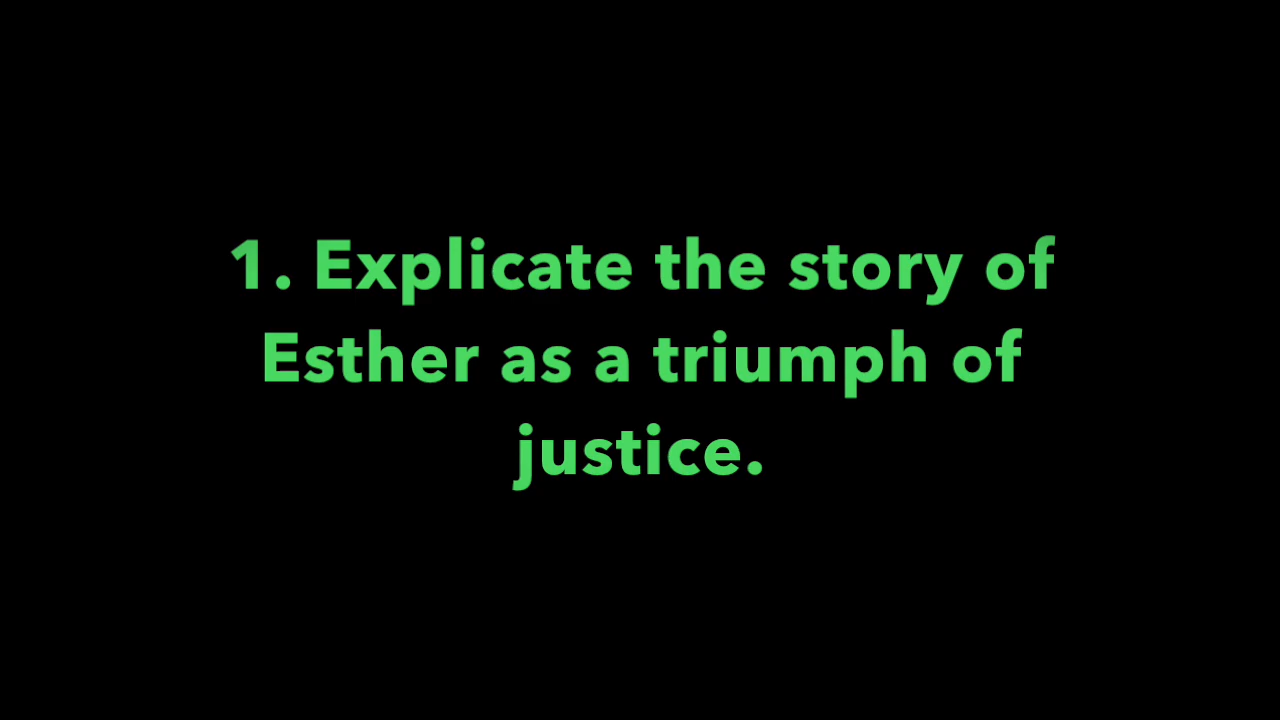 1. Explicate the story of
Esther as a triumph of
justice.